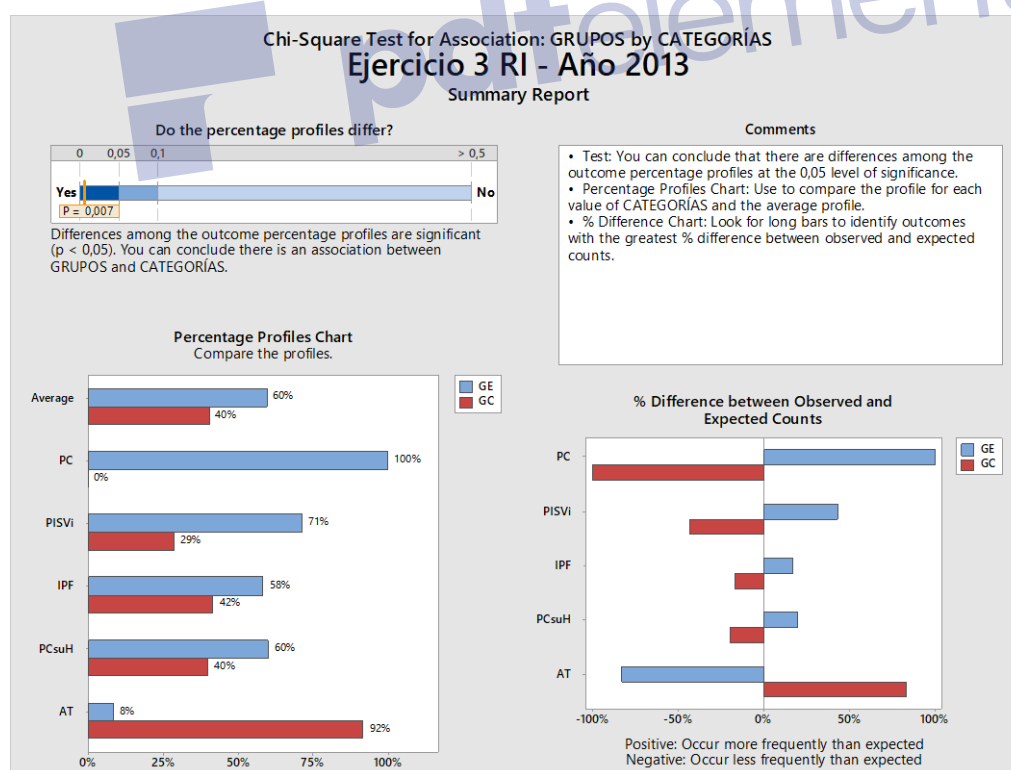 pdfelement
Chi-Square Test for Association: GRUPOS by CATEGORÍAS
Ejercicio 3 RI - Año 2013
Summary Report
Do the percentage profiles differ?
0 0,05 0,1 > 0,5
Yes No
P = 0,007
Differences among the outcome percentage profiles are significant
(p < 0,05). You can conclude there is an association between
GRUPOS and CATEGORÍAS.
Comments
• Test: You can conclude that there are differences among the
outcome percentage profiles at the 0,05 level of significance.
• Percentage Profiles Chart: Use to compare the profile for each
value of CATEGORÍAS and the average profile.
• % Difference Chart: Look for long bars to identify outcomes
with the greatest % difference between observed and expected
counts.
Percentage Profiles Chart
Compare the profiles.
GE
GC
Average 60%
40%
PC 100%
0%
PISVi 71%
29%
IPF 58%
42%
PCsuH 60%
40%
AT 8%
92%
0% 25% 50% 75% 100%
% Difference between Observed and
Expected Counts
GE
GC
PC
PISVi
IPF
PCsuH
AT
-100% -50% 0% 50% 100%
Positive: Occur more frequently than expected
Negative: Occur less frequently than expected